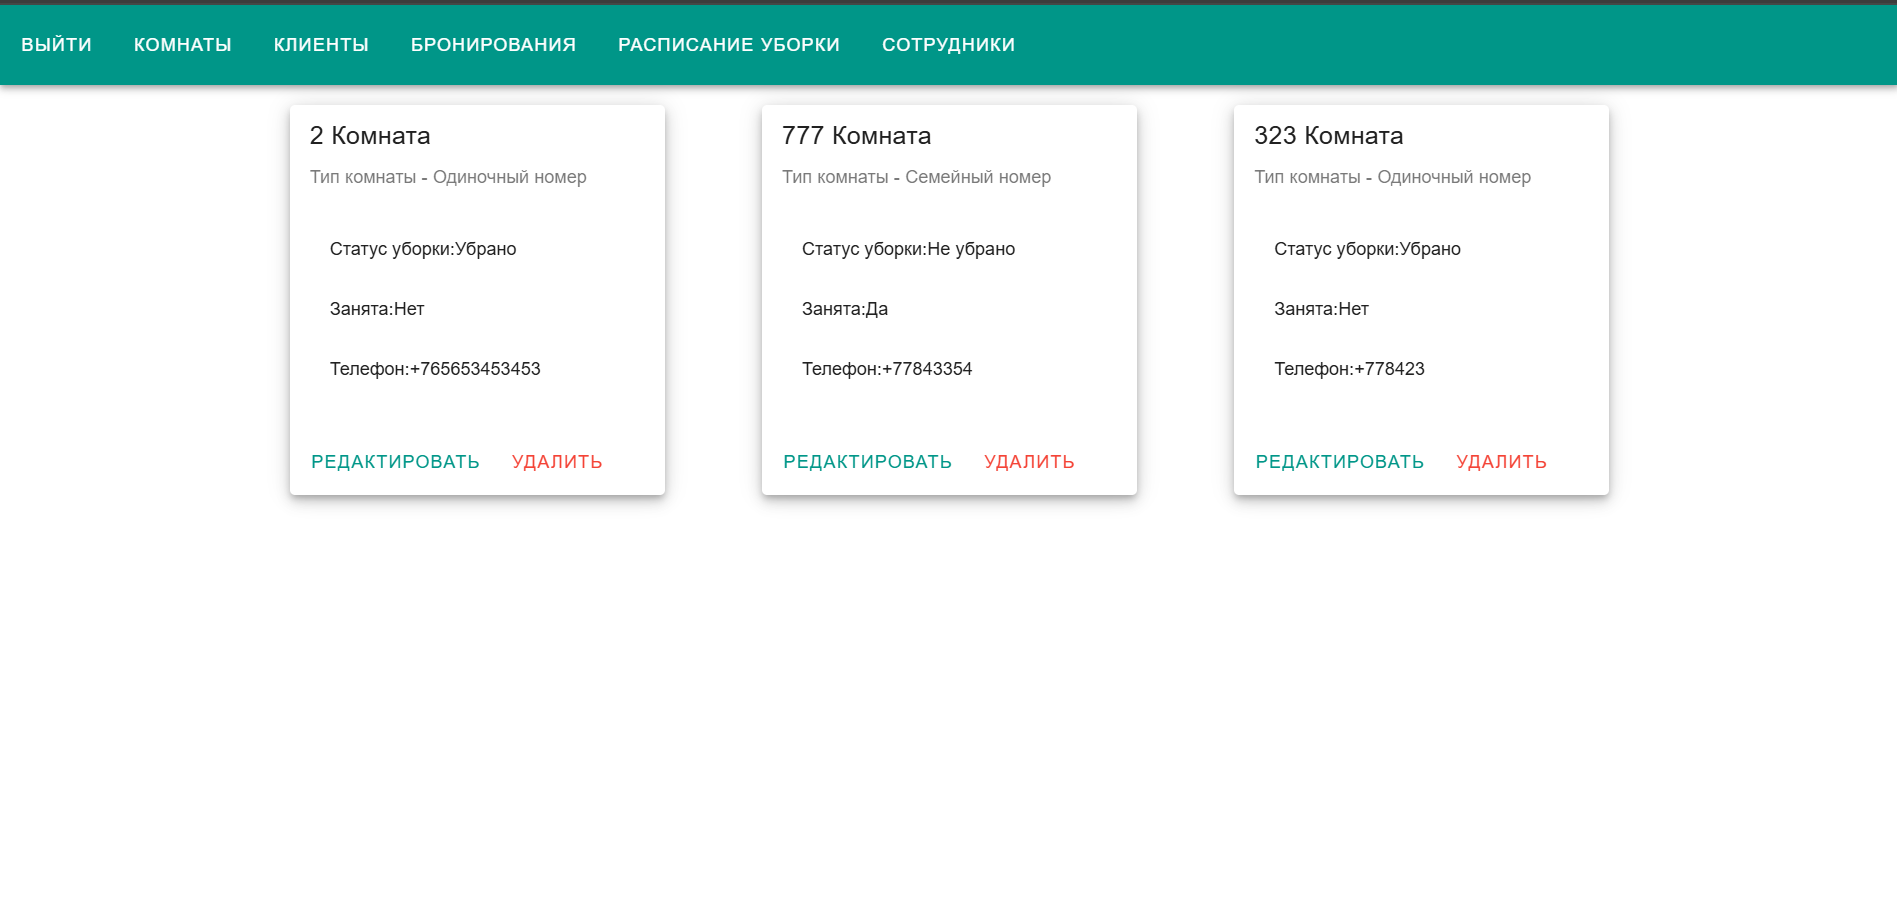 ВЫЙТИ КОМНАТЫ КЛИЕНТЫ БРОНИРОВАНИЯ РАСПИСАНИЕ УБОРКИ СОТРУДНИКИ
2 Комната
Тип комнаты - Одиночный номер
Статус уборки:Убрано
Занята:Нет
Телефон:+765653453453
РЕДАКТИРОВАТЬ УДАЛИТЬ
777 Комната
Тип комнаты - Семейный номер
Статус уборки:Не убрано
Занята:Да
Телефон:+77843354
РЕДАКТИРОВАТЬ УДАЛИТЬ
323 Комната
Тип комнаты - Одиночный номер
Статус уборки:Убрано
Занята:Нет
Телефон:+778423
РЕДАКТИРОВАТЬ УДАЛИТЬ